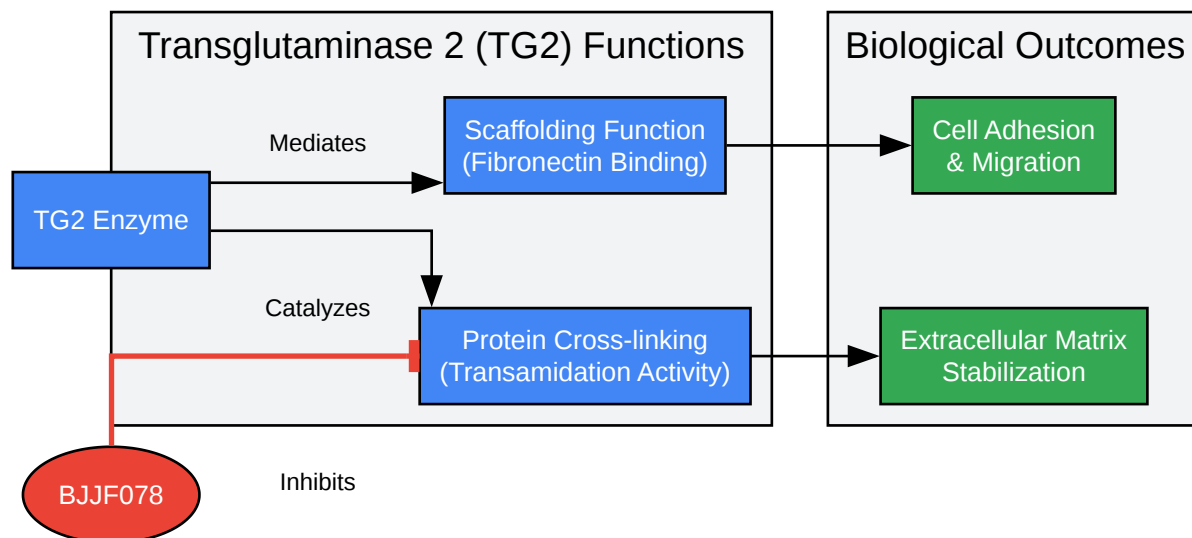 Transglutaminase 2 (TG2) Functions
Biological Outcomes
Mediates
Scaffolding Function
(Fibronectin Binding)
Cell Adhesion
& Migration
TG2 Enzyme
Catalyzes
Protein Cross-linking
(Transamidation Activity)
Extracellular Matrix
Stabilization
Inhibits
BJJF078